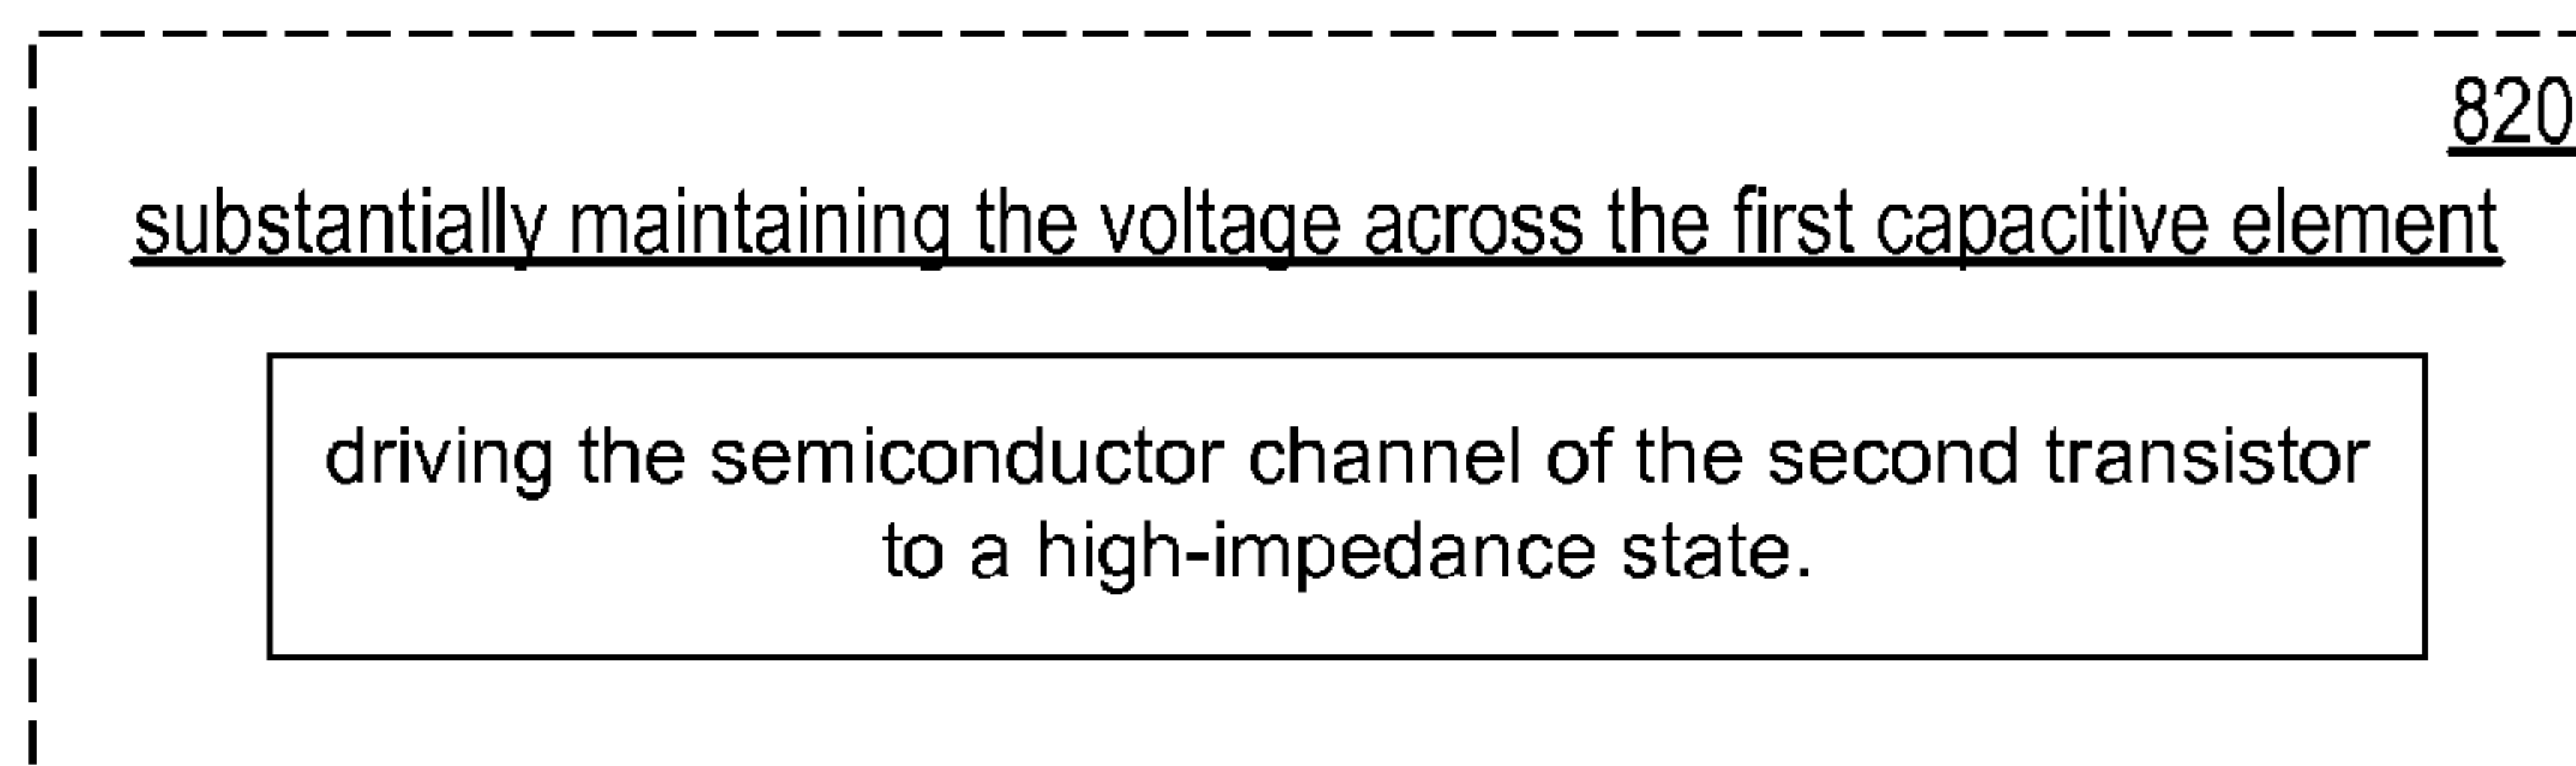 820
substantially maintaining the voltage across the first capacitive element
driving the semiconductor channel of the second transistor
to a high-impedance state.